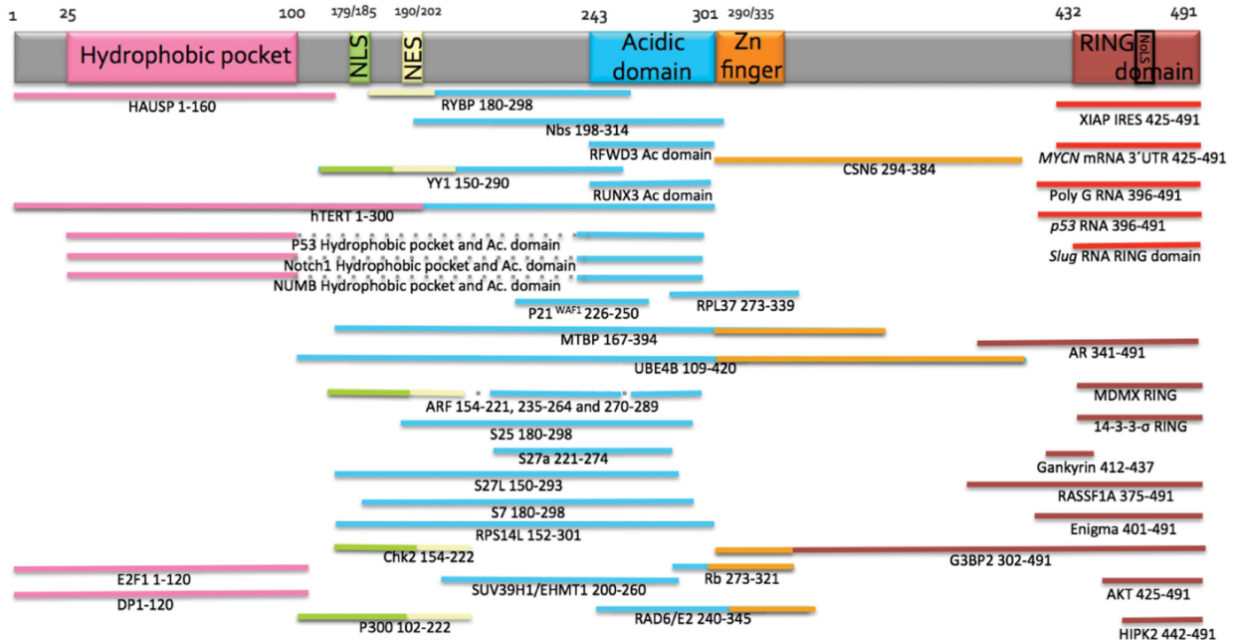 1 25 100 179/185 190/202 243 301 290/335 432 491
Hydrophobic pocket
NLS
NES
Acidic
domain
Zn
finger
RING
domain
NoLS
HAUSP 1-160
RYBP 180-298
XIAP IRES 425-491
Nbs 198-314
RFWD3 Ac domain
MYCN mRNA 3´UTR 425-491
CSN6 294-384
YY1 150-290
RUNX3 Ac domain
Poly G RNA 396-491
hTERT 1-300
p53 RNA 396-491
P53 Hydrophobic pocket and Ac. domain
Slug RNA RING domain
Notch1 Hydrophobic pocket and Ac. domain
NUMB Hydrophobic pocket and Ac. domain
RPL37 273-339
P21 WAF1 226-250
MTBP 167-394
AR 341-491
UBE4B 109-420
MDMX RING
ARF 154-221, 235-264 and 270-289
14-3-3-σ RING
S25 180-298
S27a 221-274
Gankyrin 412-437
S27L 150-293
RASSF1A 375-491
S7 180-298
Enigma 401-491
RPS14L 152-301
Chk2 154-222
G3BP2 302-491
E2F1 1-120
Rb 273-321
SUV39H1/EHMT1 200-260
AKT 425-491
DP1-120
RAD6/E2 240-345
P300 102-222
HIPK2 442-491